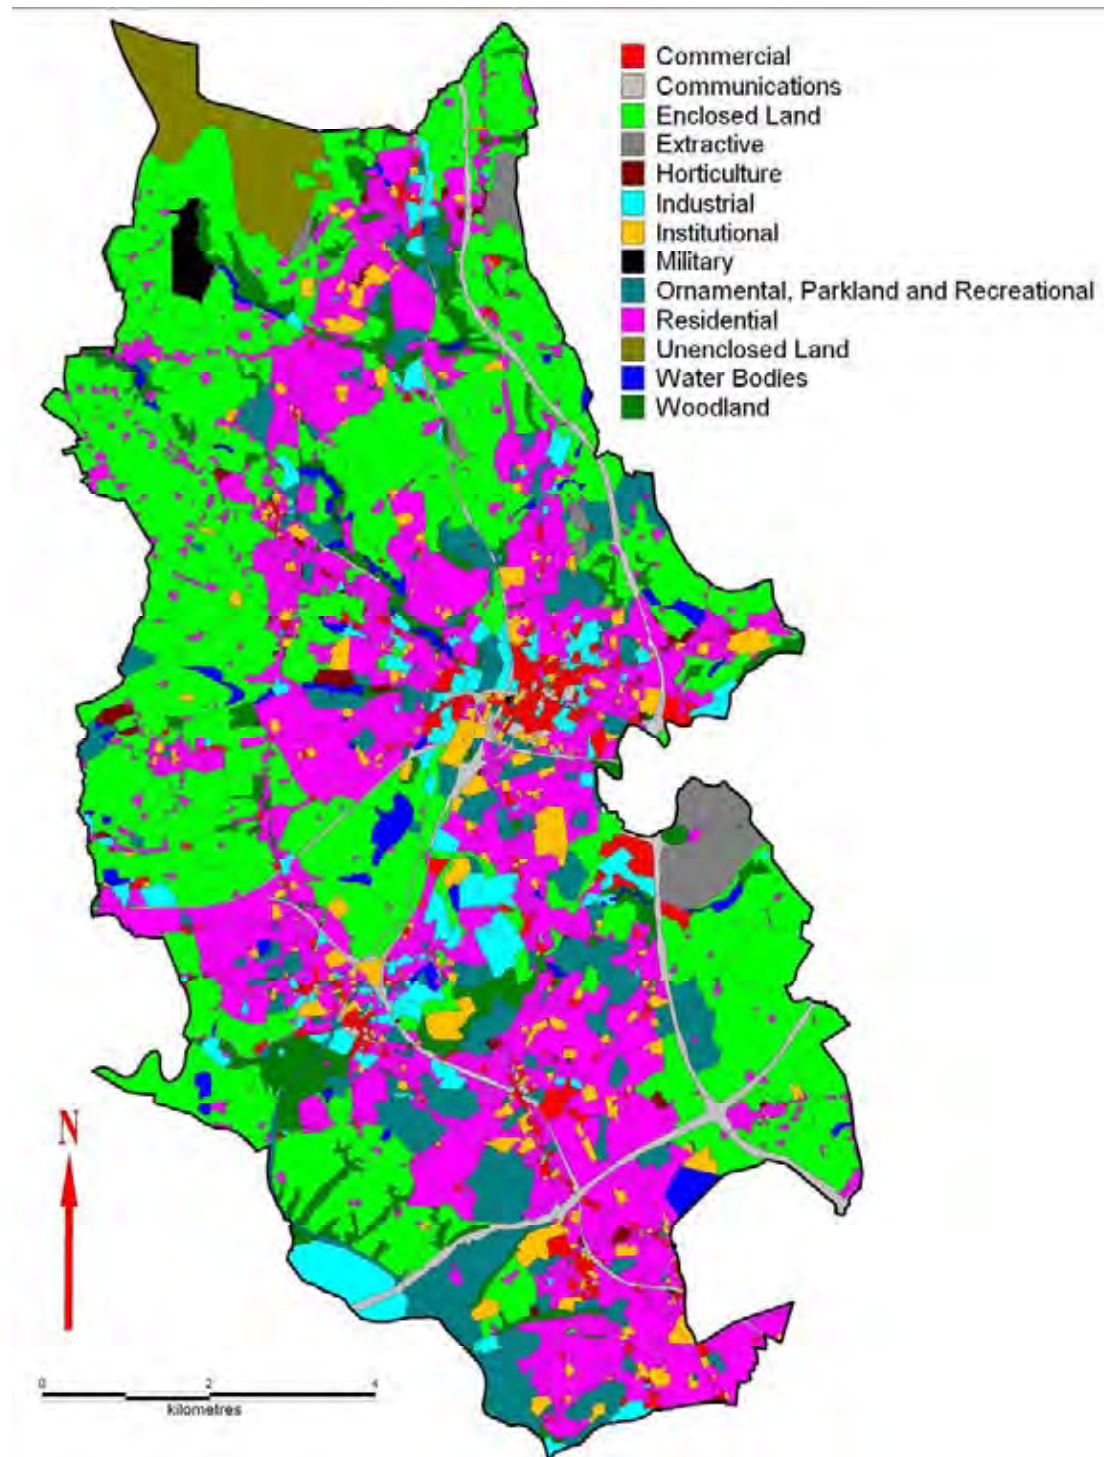 Commercial
Communications
Enclosed Land
Extractive
Horticulture
Industrial
Institutional
Military
Ornamental, Parkland and Recreational
Residential
Unenclosed Land
Water Bodies
Woodland
N
0 2 4
kilometres